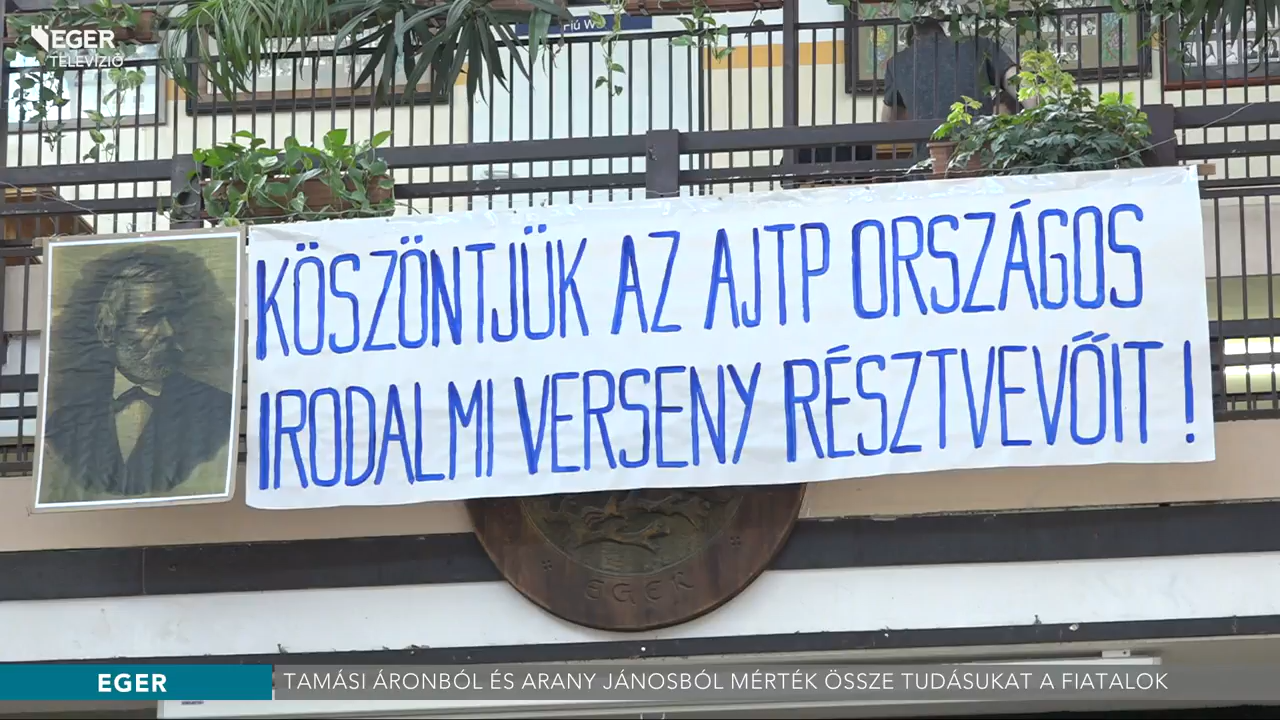 EGER
TELEVÍZIÓ
KÖSZÖNTJÜK AZ AJTP ORSZÁGOS
IRODALMI VERSENY RÉSZTVEVŐIT !
EGER
EGER
TAMÁSI ÁRONBÓL ÉS ARANY JÁNOSBÓL MÉRTÉK ÖSSZE TUDÁSUKAT A FIATALOK